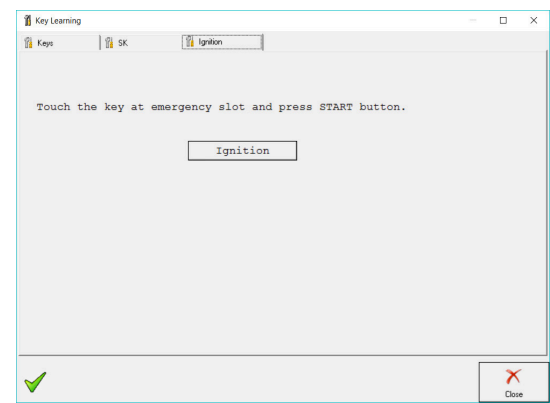 Key Learning
Keys SK Ignition
Touch the key at emergency slot and press START button.
Ignition
Close